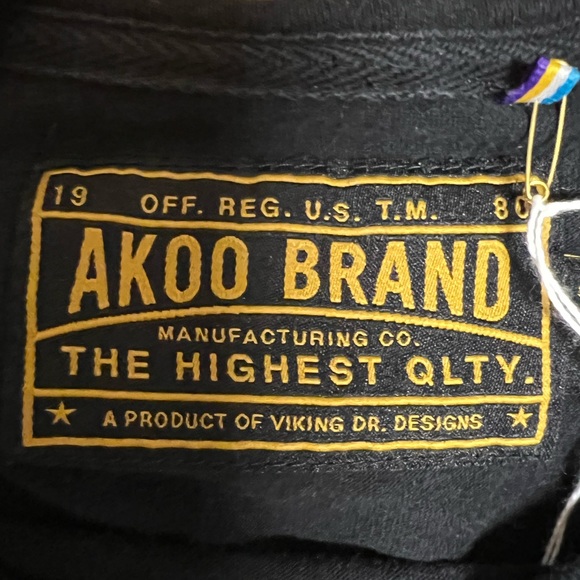 19 OFF. REG. U.S. T.M. 80
AKOO BRAND
MANUFACTURING CO.
THE HIGHEST QLTY.
★ A PRODUCT OF VIKING DR. DESIGNS ★